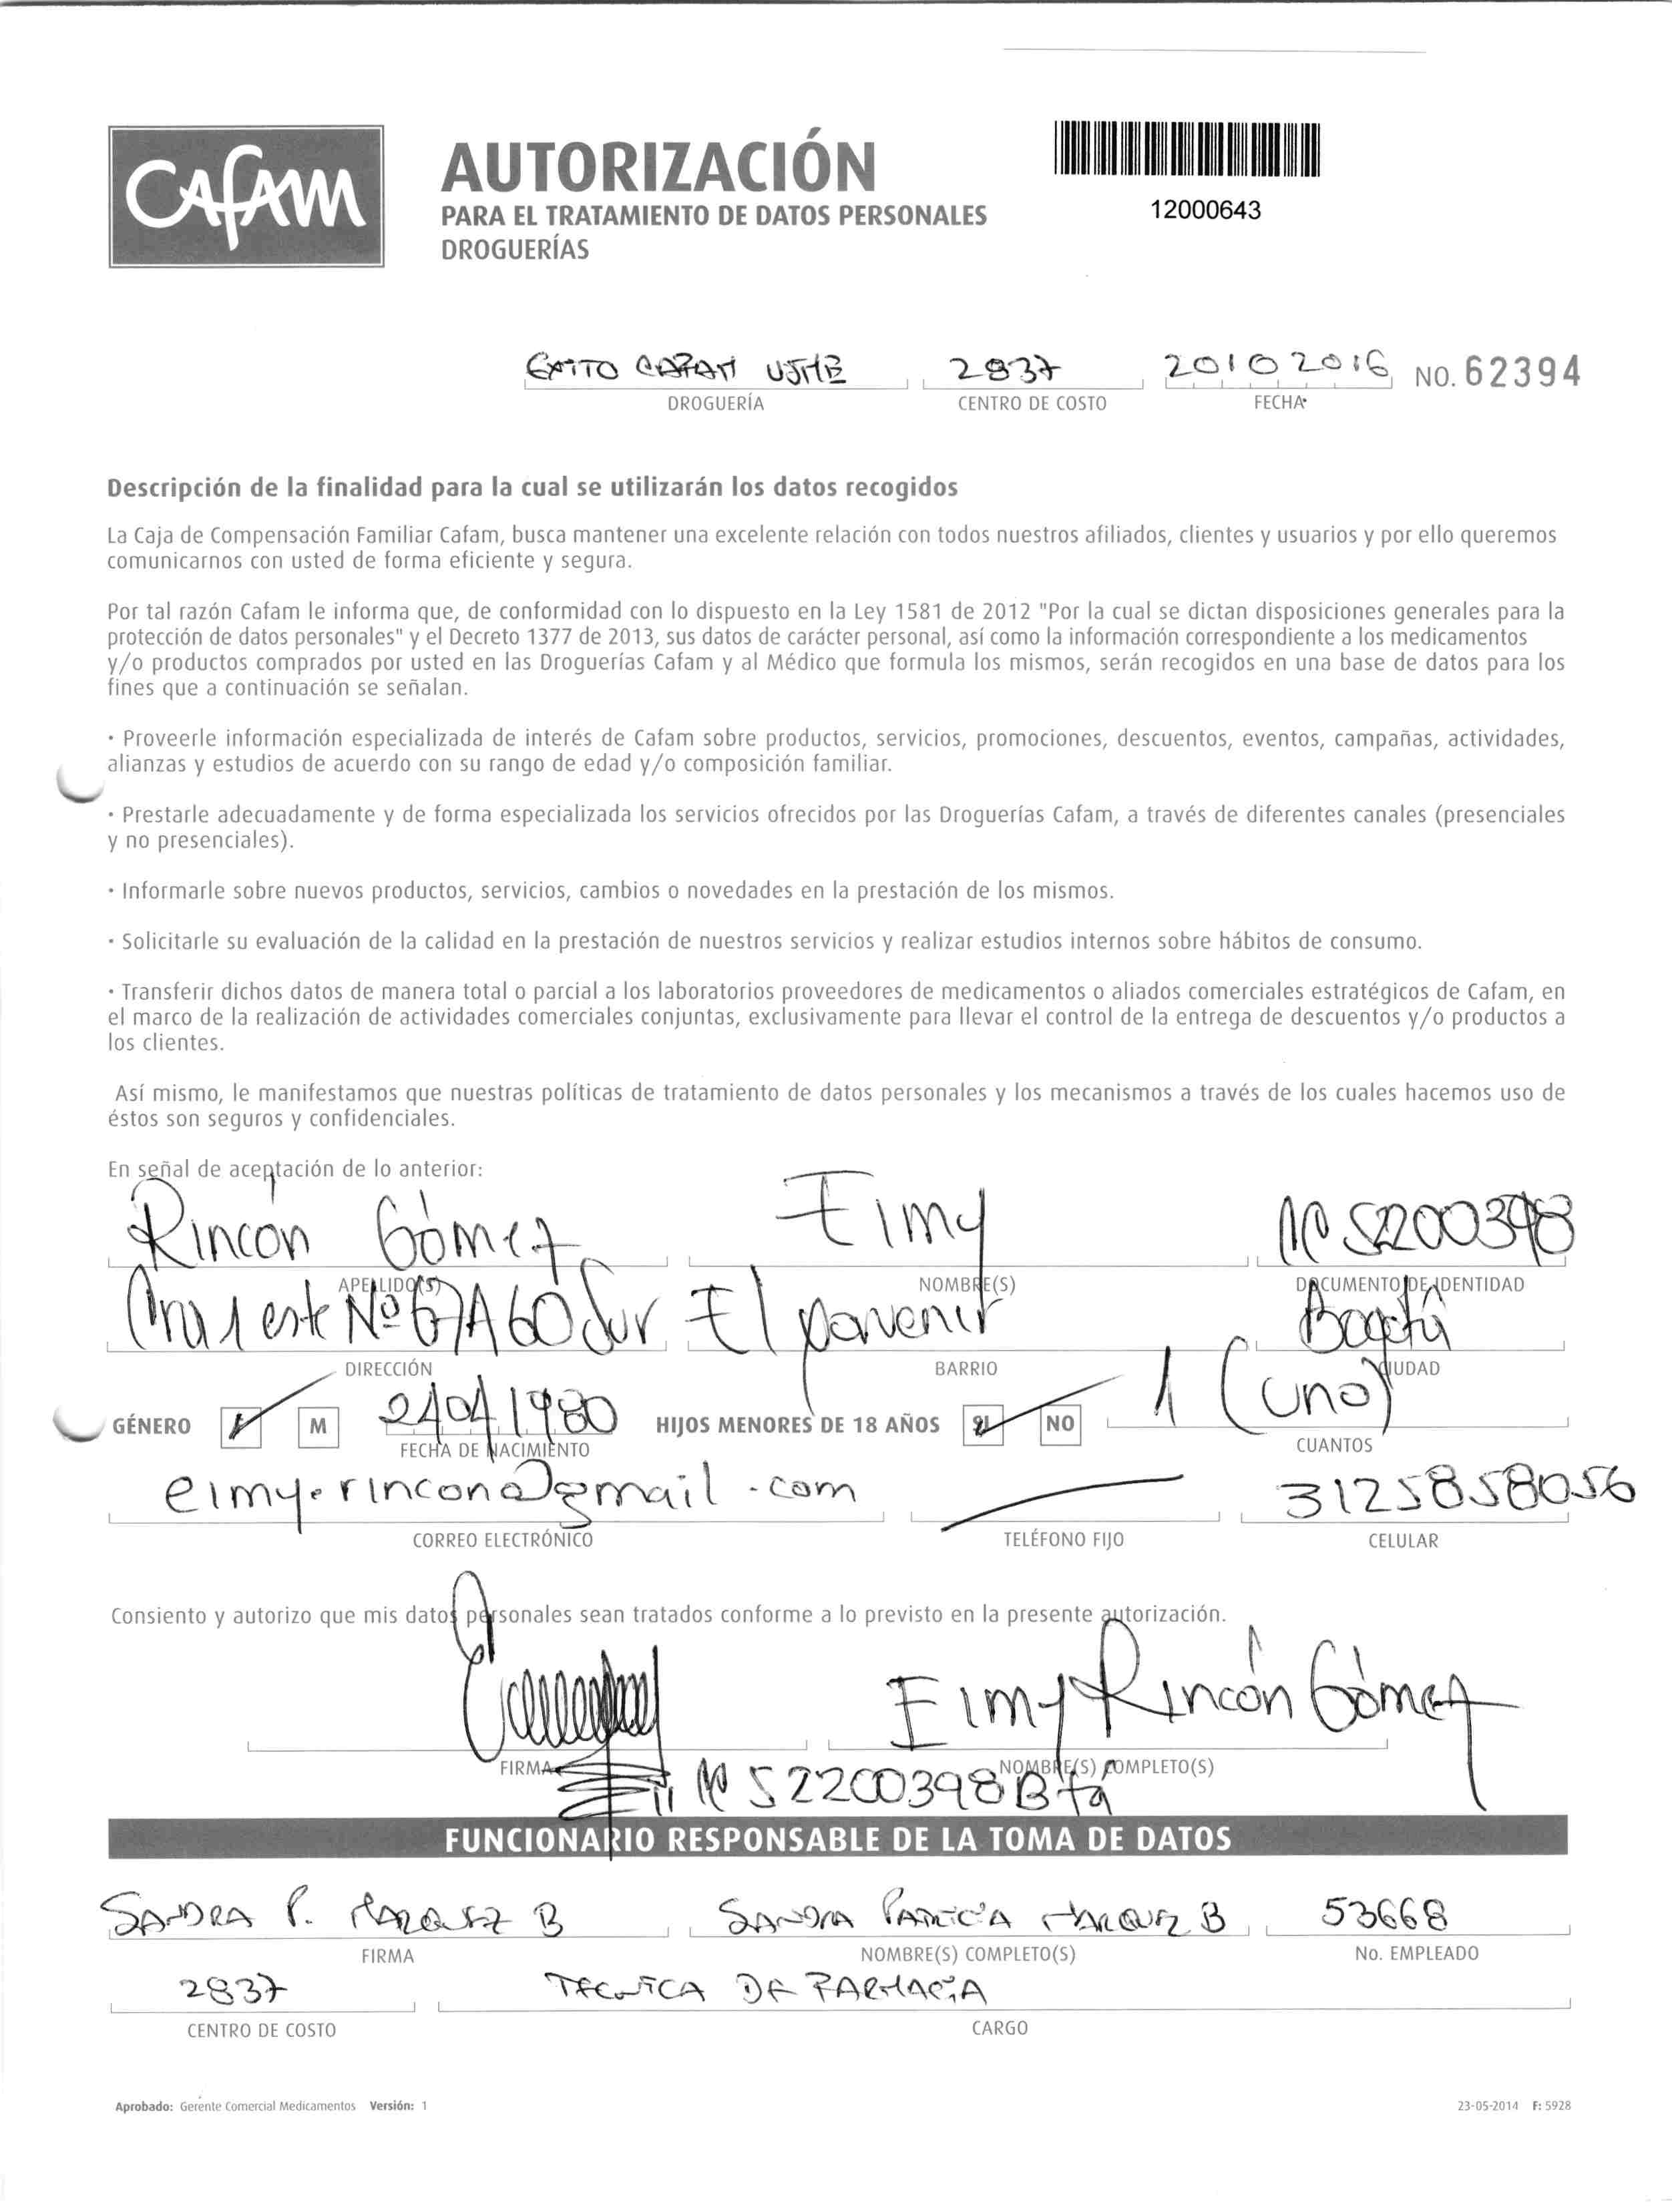 CAFAM
AUTORIZACIÓN
PARA EL TRATAMIENTO DE DATOS PERSONALES
DROGUERÍAS
12000643
EXITO CAFAM USME 2837 20102016 NO. 62394
DROGUERÍA CENTRO DE COSTO FECHA
Descripción de la finalidad para la cual se utilizarán los datos recogidos
La Caja de Compensación Familiar Cafam, busca mantener una excelente relación con todos nuestros afiliados, clientes y usuarios y por ello queremos
comunicarnos con usted de forma eficiente y segura.
Por tal razón Cafam le informa que, de conformidad con lo dispuesto en la Ley 1581 de 2012 "Por la cual se dictan disposiciones generales para la
protección de datos personales" y el Decreto 1377 de 2013, sus datos de carácter personal, así como la información correspondiente a los medicamentos
y/o productos comprados por usted en las Droguerías Cafam y al Médico que formula los mismos, serán recogidos en una base de datos para los
fines que a continuación se señalan.
· Proveerle información especializada de interés de Cafam sobre productos, servicios, promociones, descuentos, eventos, campañas, actividades,
alianzas y estudios de acuerdo con su rango de edad y/o composición familiar.
· Prestarle adecuadamente y de forma especializada los servicios ofrecidos por las Droguerías Cafam, a través de diferentes canales (presenciales
y no presenciales).
· Informarle sobre nuevos productos, servicios, cambios o novedades en la prestación de los mismos.
· Solicitarle su evaluación de la calidad en la prestación de nuestros servicios y realizar estudios internos sobre hábitos de consumo.
· Transferir dichos datos de manera total o parcial a los laboratorios proveedores de medicamentos o aliados comerciales estratégicos de Cafam, en
el marco de la realización de actividades comerciales conjuntas, exclusivamente para llevar el control de la entrega de descuentos y/o productos a
los clientes.
Así mismo, le manifestamos que nuestras políticas de tratamiento de datos personales y los mecanismos a través de los cuales hacemos uso de
éstos son seguros y confidenciales.
En señal de aceptación de lo anterior:
Rincón Gómez Eimy Nº 52200398
APELLIDO(S) NOMBRE(S) DOCUMENTO DE IDENTIDAD
Cra 1 este Nº 67A60 Sur El porvenir Bogotá
DIRECCIÓN BARRIO CIUDAD
GÉNERO M 24041980 HIJOS MENORES DE 18 AÑOS SI NO 1 (uno)
FECHA DE NACIMIENTO CUANTOS
eimy.rincon@gmail.com 3125858056
CORREO ELECTRÓNICO TELÉFONO FIJO CELULAR
Consiento y autorizo que mis datos personales sean tratados conforme a lo previsto en la presente autorización.
Eimy Rincón Gómez
FIRMA NOMBRE(S) COMPLETO(S)
Nº 52200398 Bta
FUNCIONARIO RESPONSABLE DE LA TOMA DE DATOS
SANDRA P. MARQUEZ B SANDRA PATRICIA MARQUEZ B 53668
FIRMA NOMBRE(S) COMPLETO(S) No. EMPLEADO
2837 TECNICA DE FARMACIA
CENTRO DE COSTO CARGO
Aprobado: Gerente Comercial Medicamentos Versión: 1 23-05-2014 F: 5928